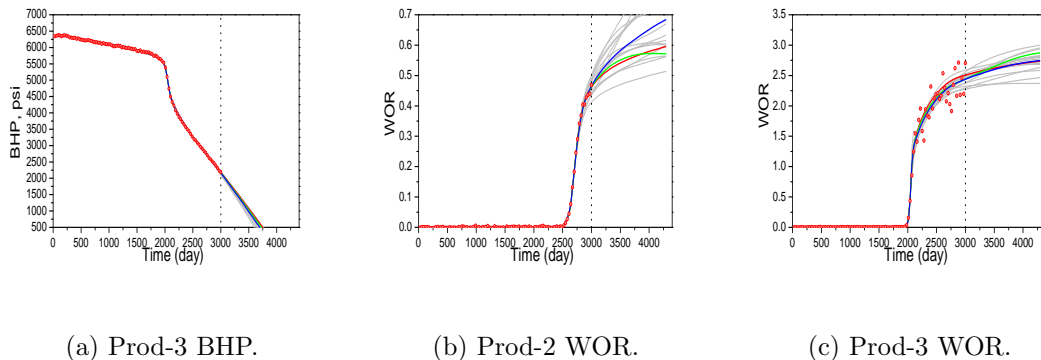 7000
6500
6000
5500
5000
4500
4000
3500
3000
2500
2000
1500
1000
500
BHP, psi
0 500 1000 1500 2000 2500 3000 3500 4000
Time (day)
0.7
0.6
0.5
0.4
0.3
0.2
0.1
0.0
WOR
0 500 1000 1500 2000 2500 3000 3500 4000
Time (day)
3.5
3.0
2.5
2.0
1.5
1.0
0.5
0.0
WOR
0 500 1000 1500 2000 2500 3000 3500 4000
Time (day)
(a) Prod-3 BHP.
(b) Prod-2 WOR.
(c) Prod-3 WOR.